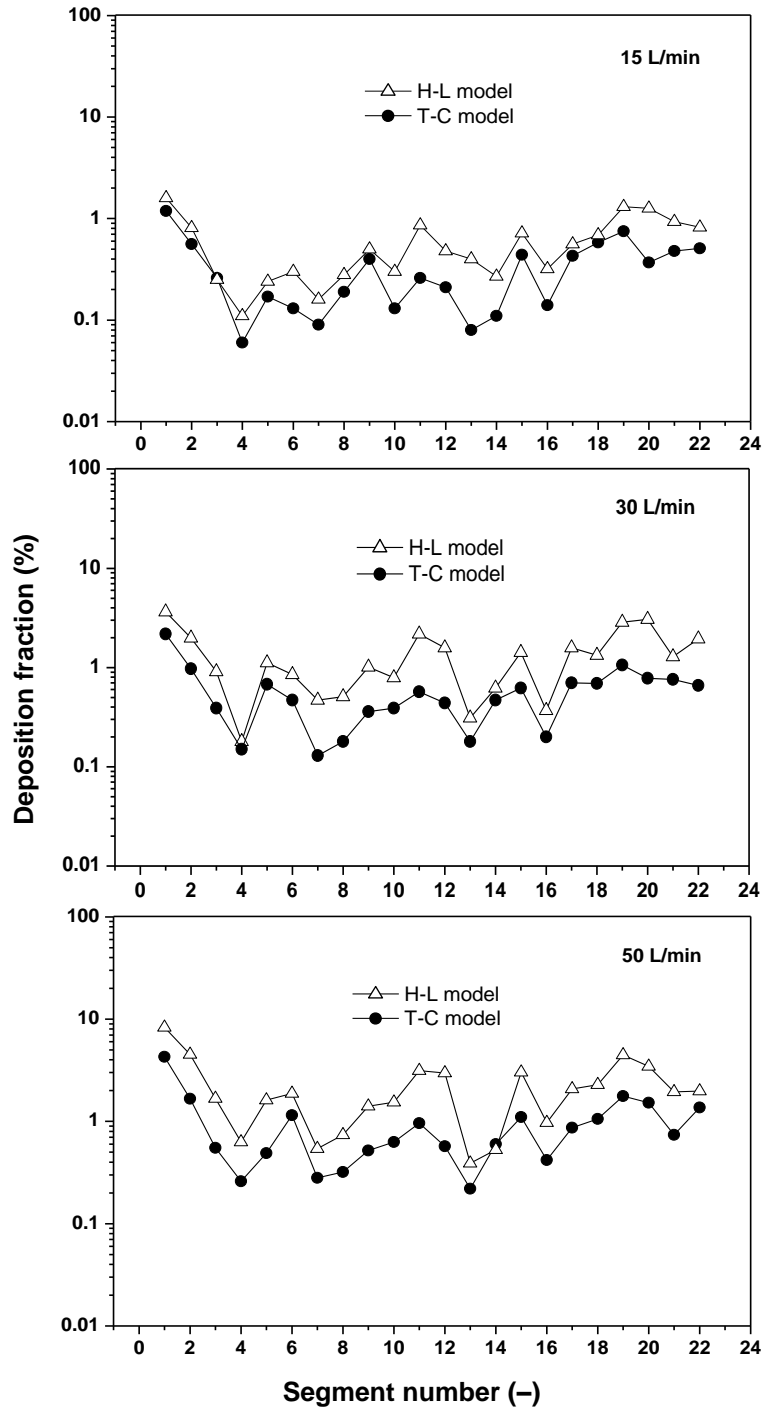 100
15 L/min
H-L model
T-C model
10
1
0.1
0.01
0 2 4 6 8 10 12 14 16 18 20 22 24
100
30 L/min
H-L model
T-C model
10
1
0.1
0.01
0 2 4 6 8 10 12 14 16 18 20 22 24
Deposition fraction (%)
100
50 L/min
H-L model
T-C model
10
1
0.1
0.01
0 2 4 6 8 10 12 14 16 18 20 22 24
Segment number (–)